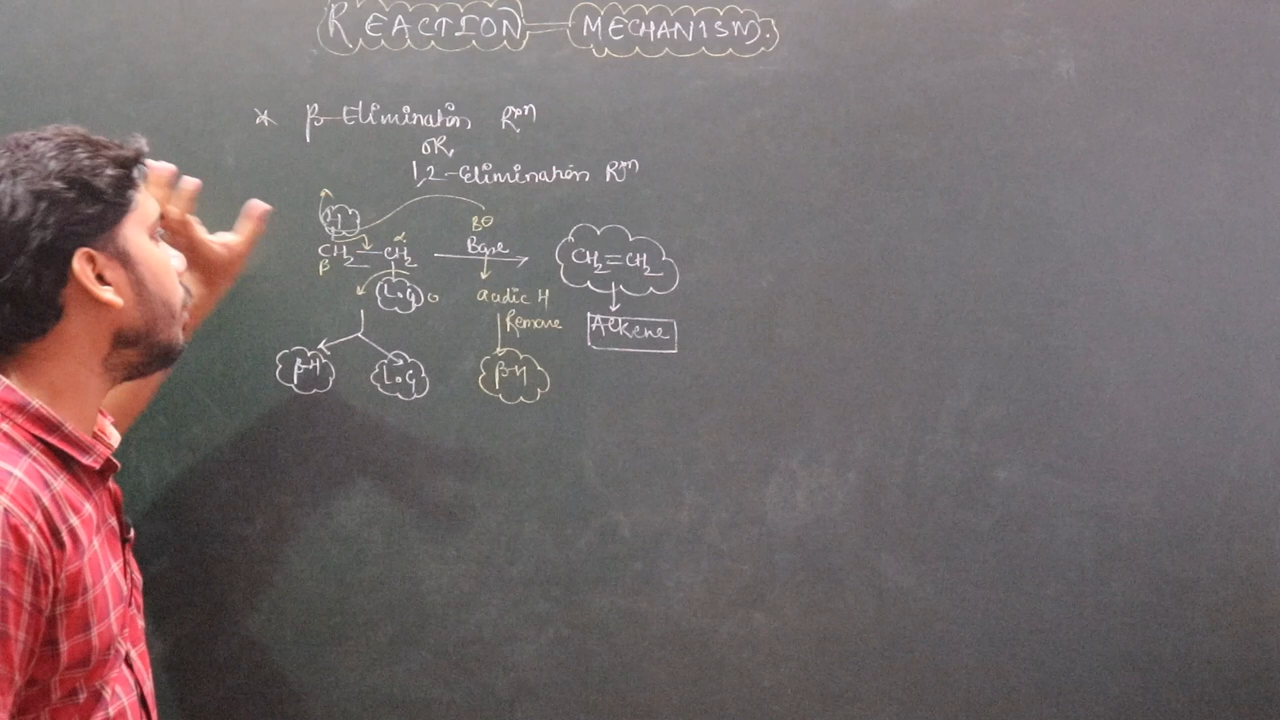 REACTION — MECHANISM.
* β-Elimination Rxn
OR,
1,2-Elimination Rxn
H
B⊖
CH2—CH2 α Base CH2=CH2
β
L.G acidic H
Remove Alkene
β-H L.G β-H